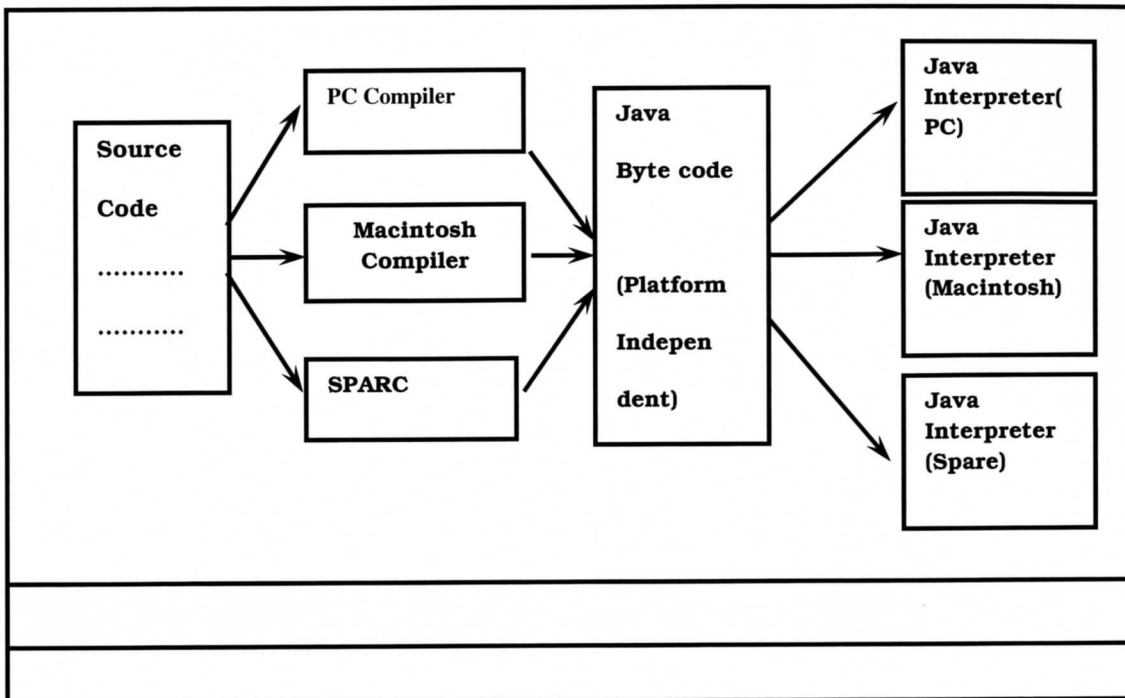 Source
Code
...........
...........
PC Compiler
Macintosh
Compiler
SPARC
Java
Byte code
(Platform
Indepen
dent)
Java
Interpreter(
PC)
Java
Interpreter
(Macintosh)
Java
Interpreter
(Spare)